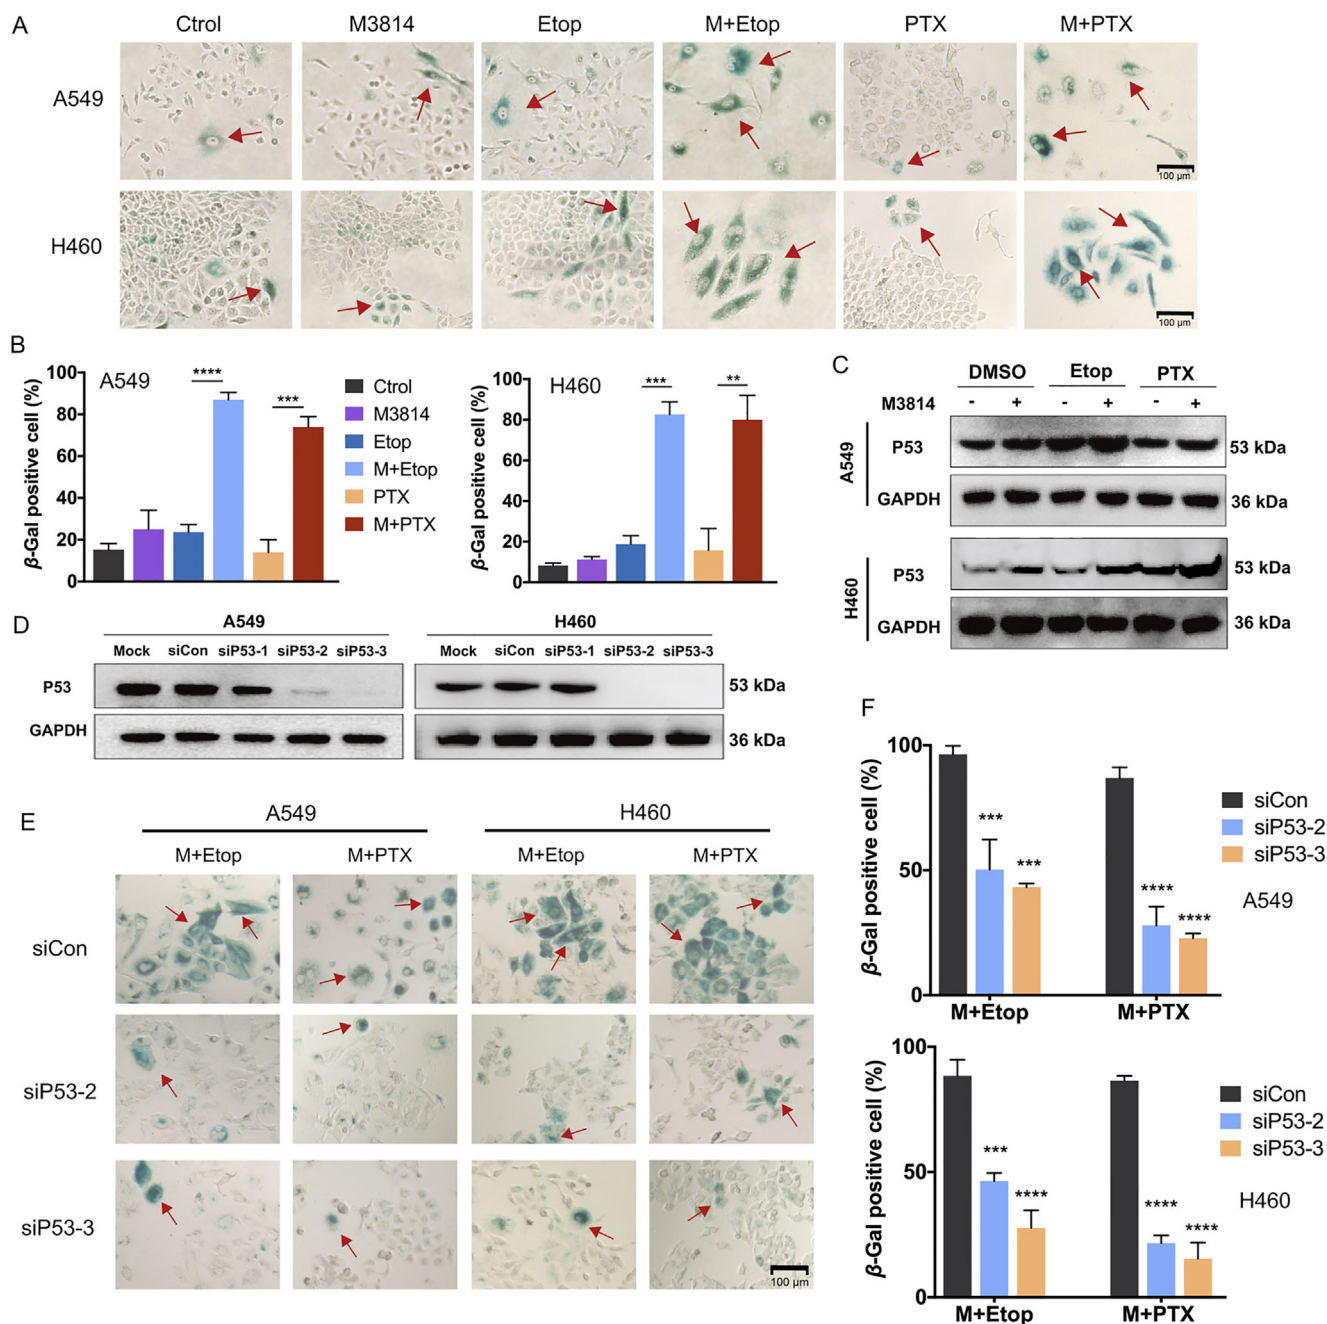 A
Ctrol M3814 Etop M+Etop PTX M+PTX
A549
100 μm
H460
100 μm
B
β-Gal positive cell (%)
100
80
60
40
20
0
A549
****
***
Ctrol
M3814
Etop
M+Etop
PTX
M+PTX
β-Gal positive cell (%)
100
80
60
40
20
0
H460
***
**
C
DMSO Etop PTX
M3814 - + - + - +
A549
P53 53 kDa
GAPDH 36 kDa
H460
P53 53 kDa
GAPDH 36 kDa
D
A549 H460
Mock siCon siP53-1 siP53-2 siP53-3 Mock siCon siP53-1 siP53-2 siP53-3
P53 53 kDa
GAPDH 36 kDa
E
A549 H460
M+Etop M+PTX M+Etop M+PTX
siCon
siP53-2
siP53-3
100 μm
F
β-Gal positive cell (%)
100
50
0
*** ***
**** ****
M+Etop M+PTX
siCon
siP53-2
siP53-3
A549
β-Gal positive cell (%)
100
50
0
*** ****
**** ****
M+Etop M+PTX
siCon
siP53-2
siP53-3
H460